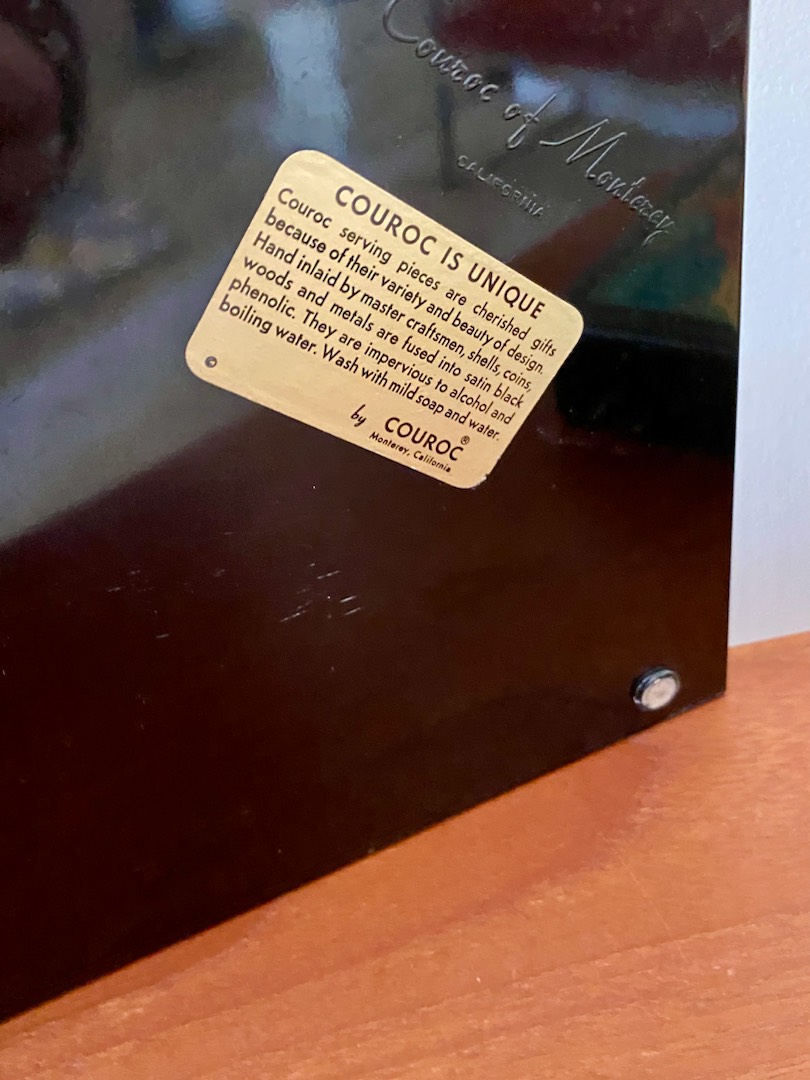 Couroc of Monterey
CALIFORNIA
COUROC IS UNIQUE
Couroc serving pieces are cherished gifts
because of their variety and beauty of design.
Hand inlaid by master craftsmen, shells, coins,
woods and metals are fused into satin black
phenolic. They are impervious to alcohol and
boiling water. Wash with mild soap and water.
©
by COUROC®
Monterey, California